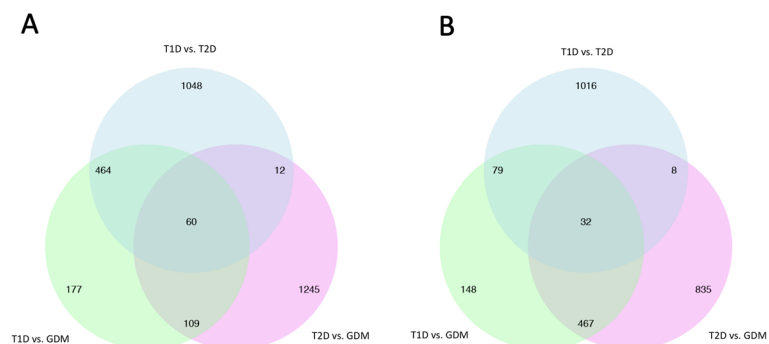 A
T1D vs. T2D
1048
464
12
60
177
1245
109
T1D vs. GDM
T2D vs. GDM
B
T1D vs. T2D
1016
79
8
32
148
835
467
T1D vs. GDM
T2D vs. GDM